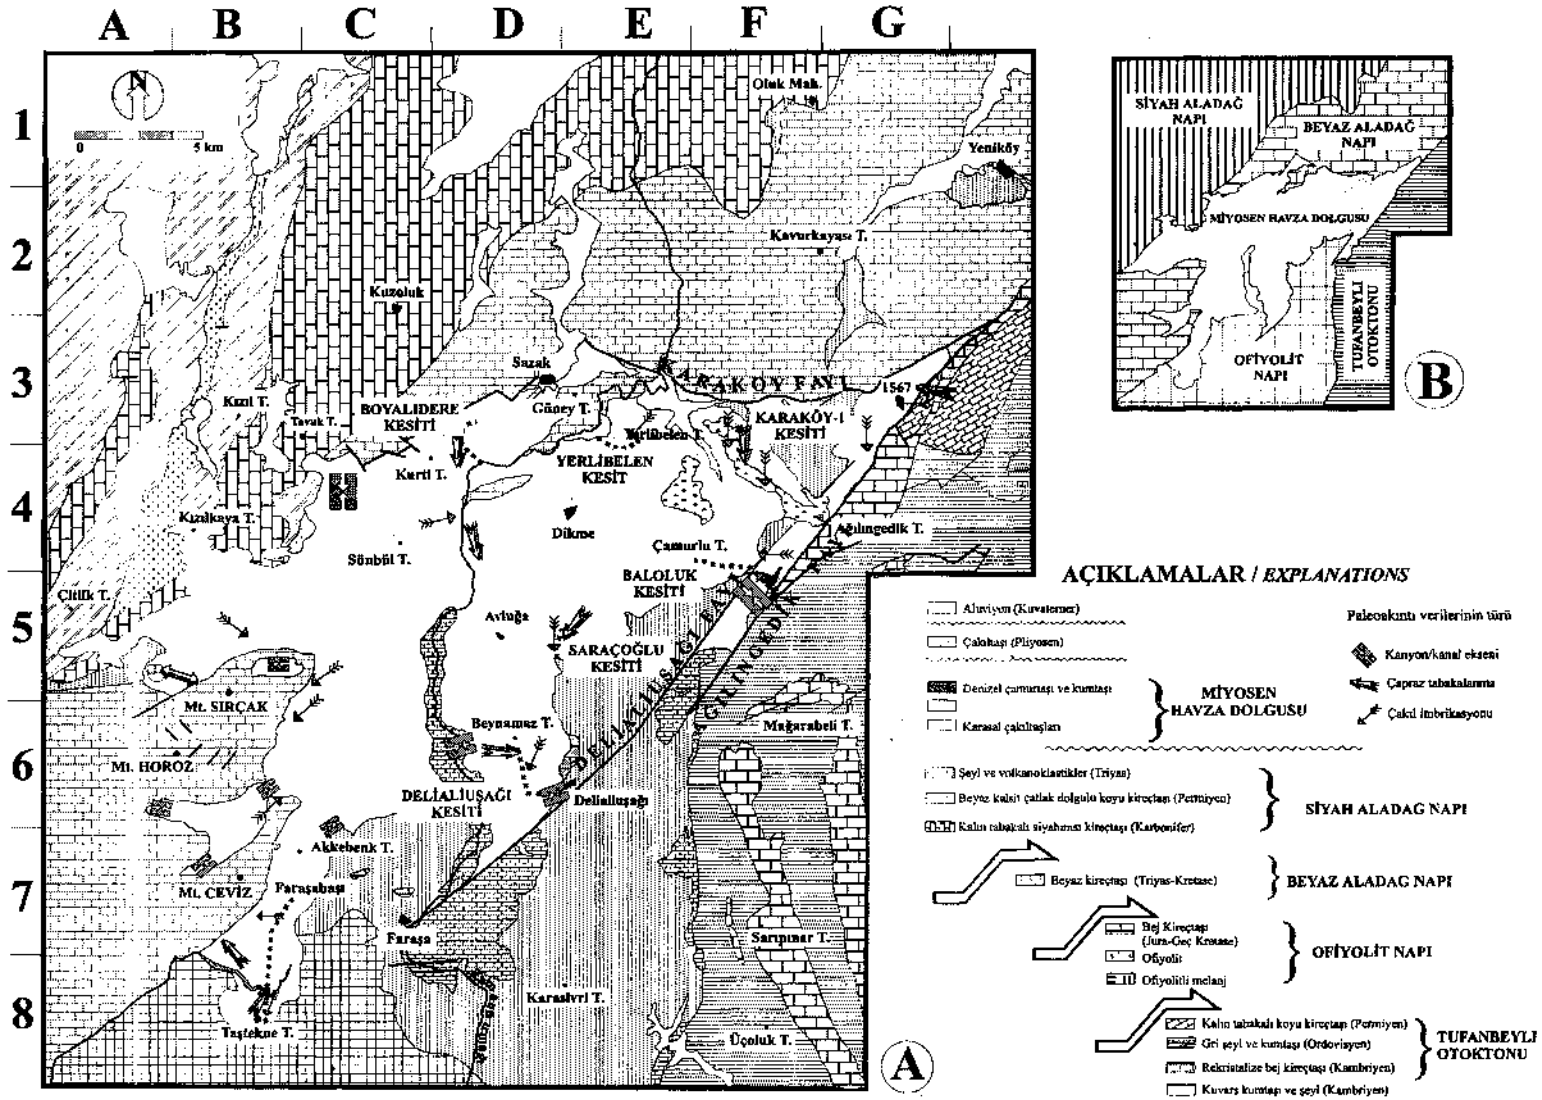 A B C D E F G
1
2
3
4
5
6
7
8
N
0 5 km
Oluk Mah.
Yeniköy
Kavurkayası T.
Kuzoluk
Sazak
KARAKÖY FAYI
1567
Kızıl T.
Tavuk T.
BOYALIDERE
KESİTİ
Güney T.
KARAKÖY-1
KESİTİ
Yerlibelen T.
Kurti T.
YERLİBELEN
KESİT
Kızılkaya T.
Dikme
Sönbül T.
Ağılıngedik T.
Çamurlu T.
BALOLUK
KESİTİ
Çitlik T.
Avluğa
SARAÇOĞLU
KESİTİ
DELİALİUŞAĞI FAYI
AĞILINGEDİK FAYI
Mt. SIRÇAK
Beynamaz T.
Mağarabeli T.
Mt. HOROZ
DELİALİUŞAĞI
KESİTİ
Delialiuşağı
Akkebenk T.
Mt. CEVİZ
Faraşabaşı
Faraşa
Sarıpınar T.
Karasivri T.
Taştekne T.
Üçoluk T.
A
SİYAH ALADAĞ
NAPI
BEYAZ ALADAĞ
NAPI
MİYOSEN HAVZA DOLGUSU
TUFANBEYLİ
OTOKTONU
OFİYOLİT
NAPI
B
AÇIKLAMALAR / EXPLANATIONS
Alüviyon (Kuvaterner)
Çakıltaşı (Pliyosen)
Denizel çamurtaşı ve kumtaşı
Karasal çakıltaşları
MİYOSEN
HAVZA DOLGUSU
Paleoakıntı verilerinin türü
Kanyon/kanal ekseni
Çapraz tabakalanma
Çakıl imbrikasyonu
Şeyl ve volkanoklastikler (Triyas)
Beyaz kalsit çatlak dolgulu koyu kireçtaşı (Permiyen)
Kalın tabakalı siyahımsı kireçtaşı (Karbonifer)
SİYAH ALADAĞ NAPI
Beyaz kireçtaşı (Triyas-Kretase)
BEYAZ ALADAG NAPI
Bej Kireçtaşı
(Jura-Geç Kretase)
Ofiyolit
Ofiyolitli melanj
OFİYOLİT NAPI
Kalın tabakalı koyu kireçtaşı (Permiyen)
Gri şeyl ve kumtaşı (Ordovisyen)
Rekristalize bej kireçtaşı (Kambriyen)
Kuvars kumtaşı ve şeyl (Kambriyen)
TUFANBEYLİ
OTOKTONU